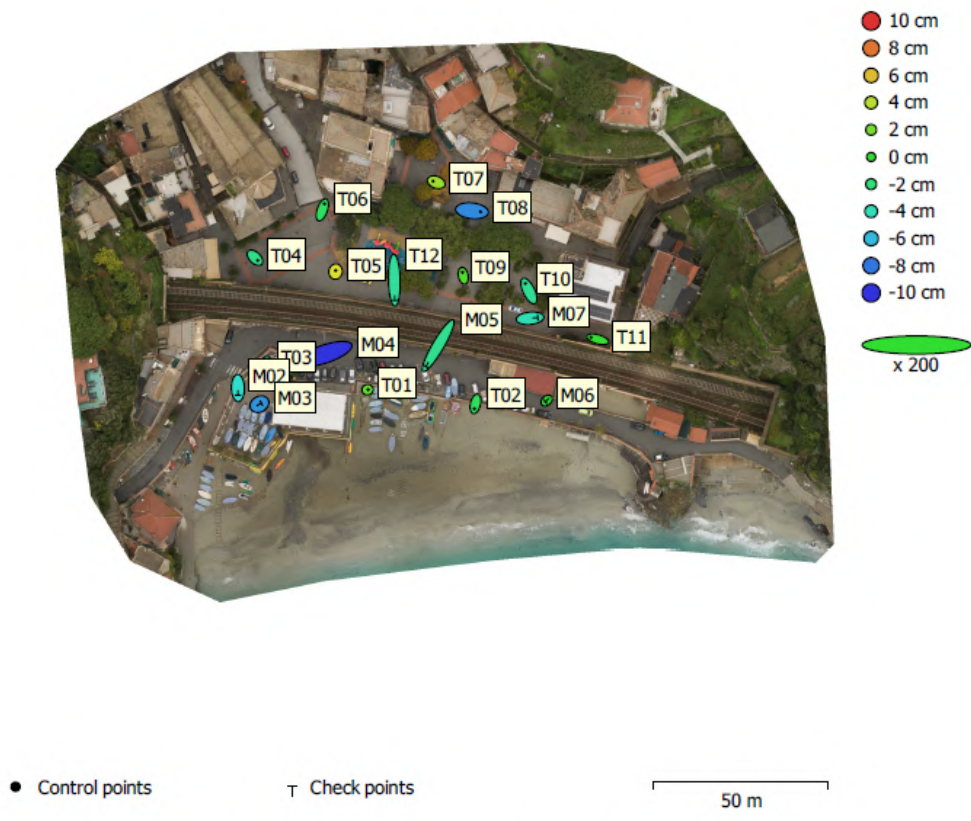 10 cm
8 cm
6 cm
4 cm
2 cm
0 cm
-2 cm
-4 cm
-6 cm
-8 cm
-10 cm
x 200
T07
T06
T08
T04
T05
T12
T09
T10
M05
M07
T11
M04
T03
M02
T01
M03
T02
M06
Control points
Check points
50 m